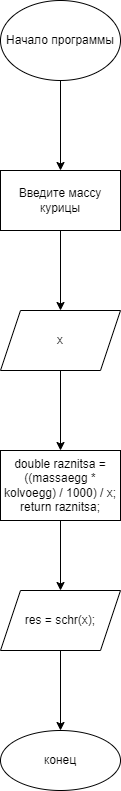 Начало программы
Введите массу
курицы
x
double raznitsa =
((massaegg *
kolvoegg) / 1000) / x;
return raznitsa;
res = schr(x);
конец